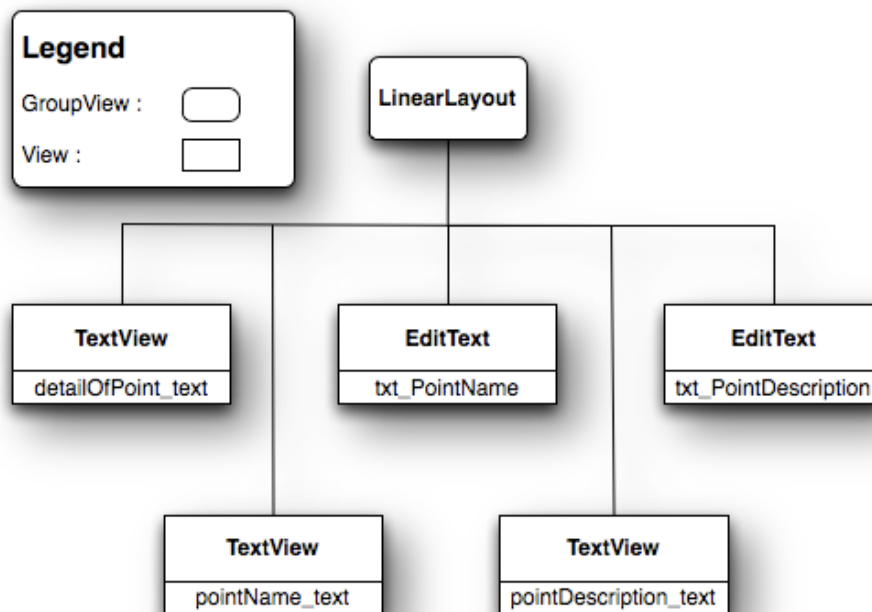 Legend
GroupView :
View :
LinearLayout
TextView
detailOfPoint_text
EditText
txt_PointName
EditText
txt_PointDescription
TextView
pointName_text
TextView
pointDescription_text